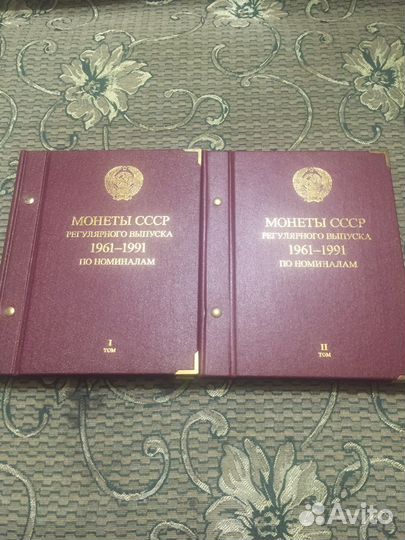 МОНЕТЫ СССР
РЕГУЛЯРНОГО ВЫПУСКА
1961–1991
ПО НОМИНАЛАМ
I
ТОМ
МОНЕТЫ СССР
РЕГУЛЯРНОГО ВЫПУСКА
1961–1991
ПО НОМИНАЛАМ
II
ТОМ
Avito